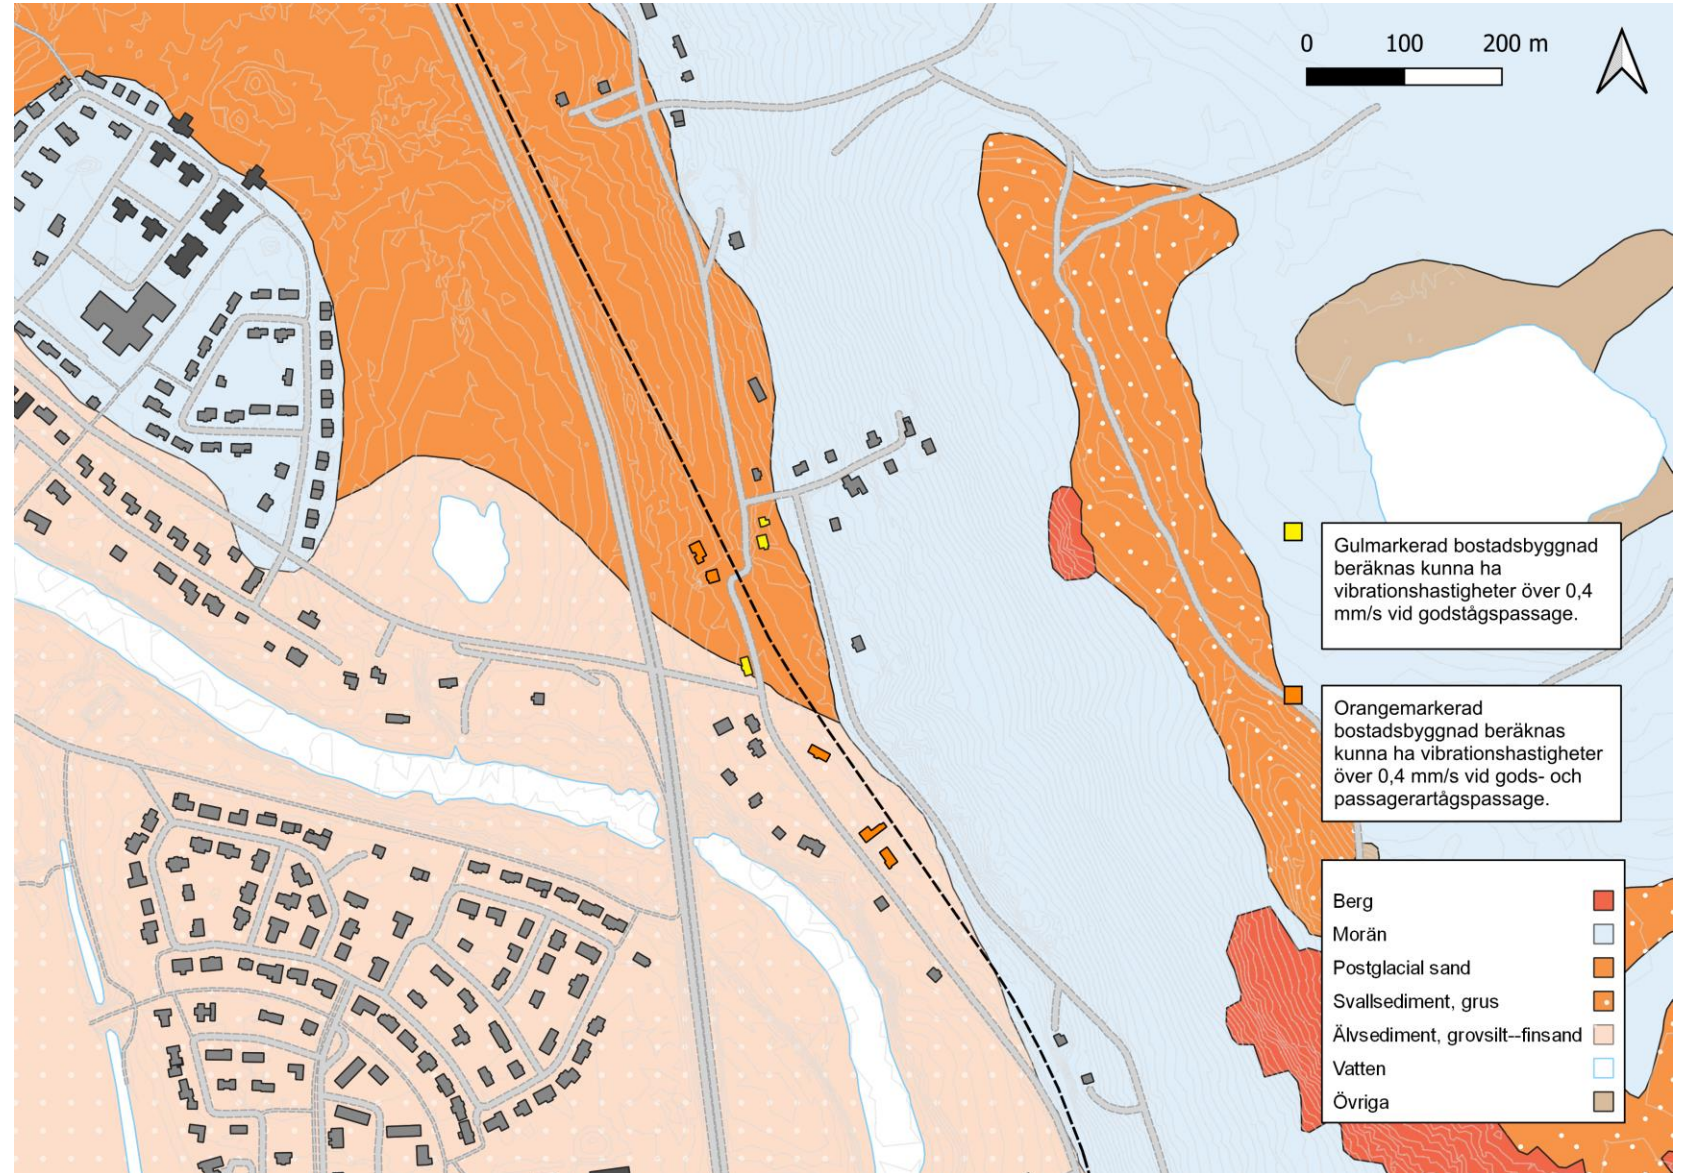 0 100 200 m
Gulmarkerad bostadsbyggnad
beräknas kunna ha
vibrationshastigheter över 0,4
mm/s vid godstågspassage.
Orangemarkerad
bostadsbyggnad beräknas
kunna ha vibrationshastigheter
över 0,4 mm/s vid gods- och
passagerartågspassage.
Berg
Morän
Postglacial sand
Svallsediment, grus
Älvsediment, grovsilt--finsand
Vatten
Övriga